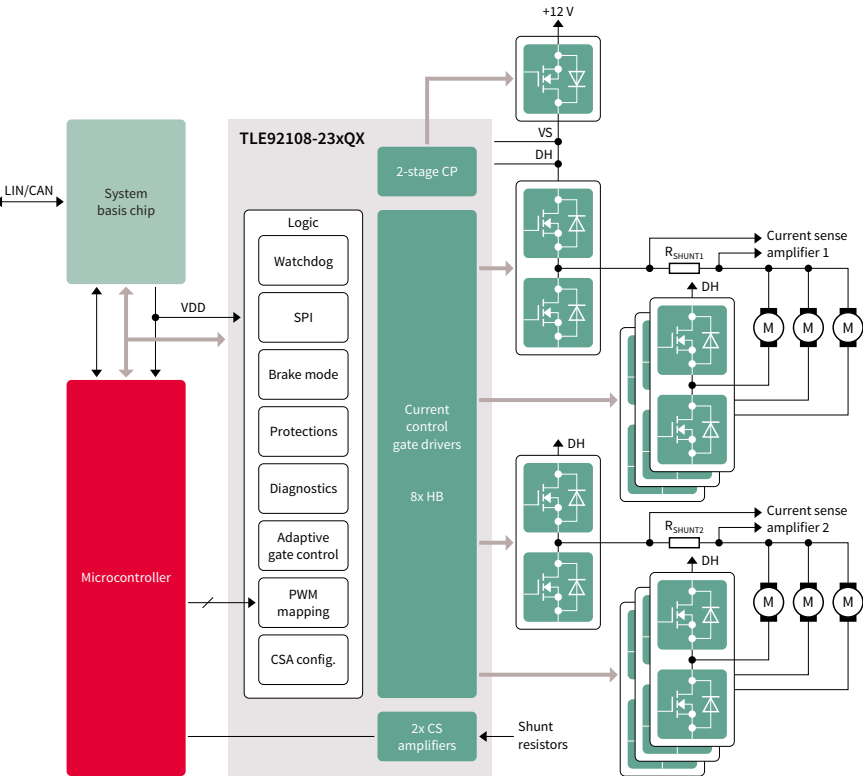 +12 V
TLE92108-23xQX
VS
DH
2-stage CP
LIN/CAN
System
basis chip
Logic
Watchdog
SPI
Brake mode
Protections
Diagnostics
Adaptive
gate control
PWM
mapping
CSA config.
VDD
Microcontroller
Current
control
gate drivers
8x HB
2x CS
amplifiers
Shunt
resistors
RSHUNT1
Current sense
amplifier 1
DH
M
M
M
DH
RSHUNT2
Current sense
amplifier 2
DH
M
M
M